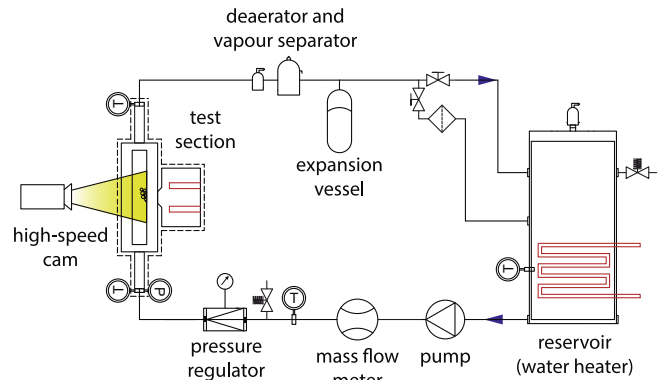 deaerator and
vapour separator
T
test
section
expansion
vessel
high-speed
cam
T
T
P
T
pressure
regulator
mass flow
meter
pump
reservoir
(water heater)